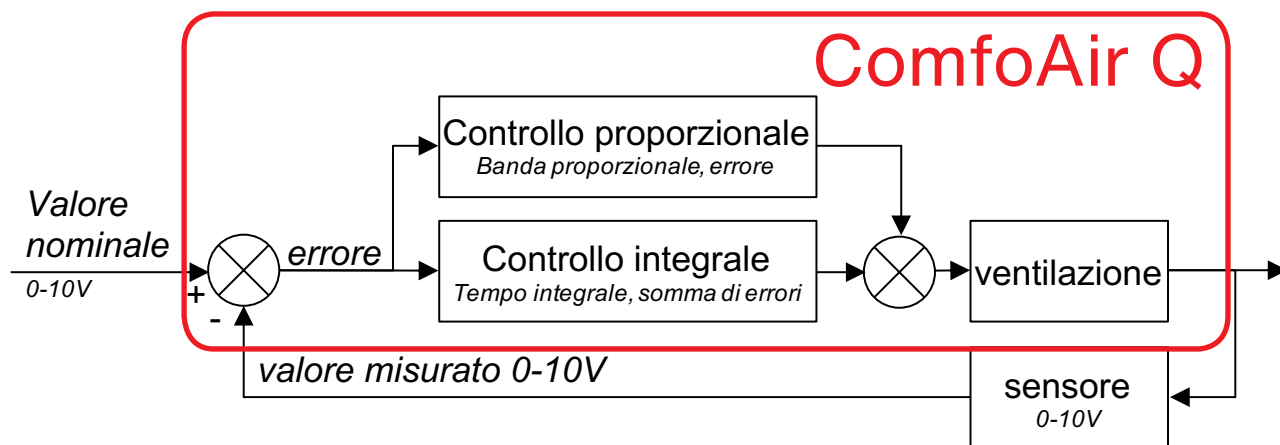 ComfoAir Q
Controllo proporzionale
Banda proporzionale, errore
Valore
nominale
0-10V
+
-
errore
Controllo integrale
Tempo integrale, somma di errori
ventilazione
valore misurato 0-10V
sensore
0-10V